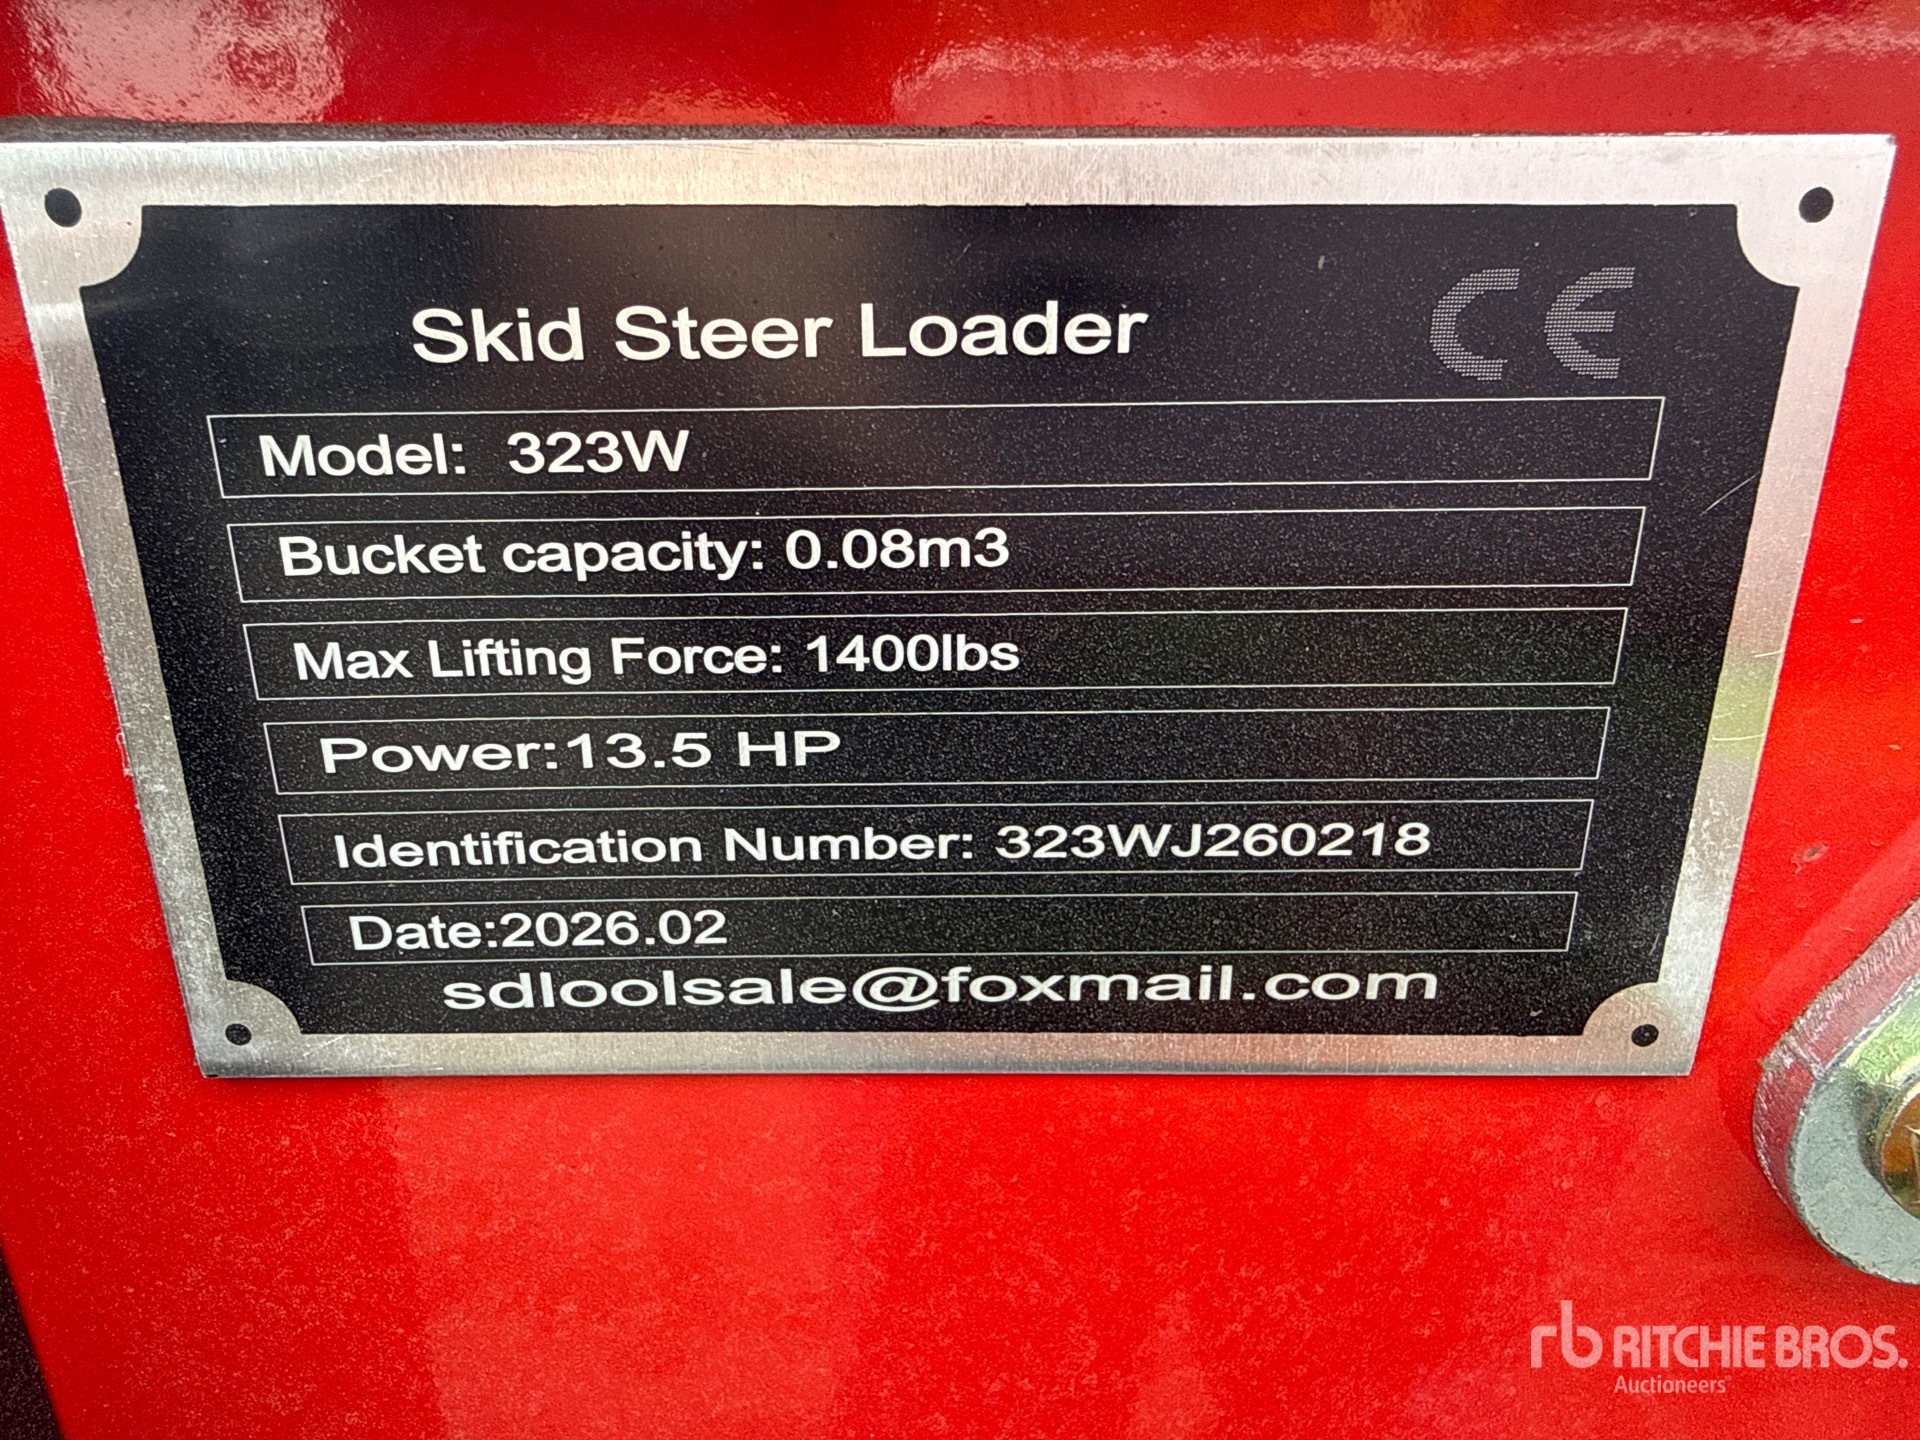 Skid Steer Loader
CE
Model: 323W
Bucket capacity: 0.08m3
Max Lifting Force: 1400lbs
Power:13.5 HP
Identification Number: 323WJ260218
Date:2026.02
sdloolsale@foxmail.com
rb RITCHIE BROS.
Auctioneers